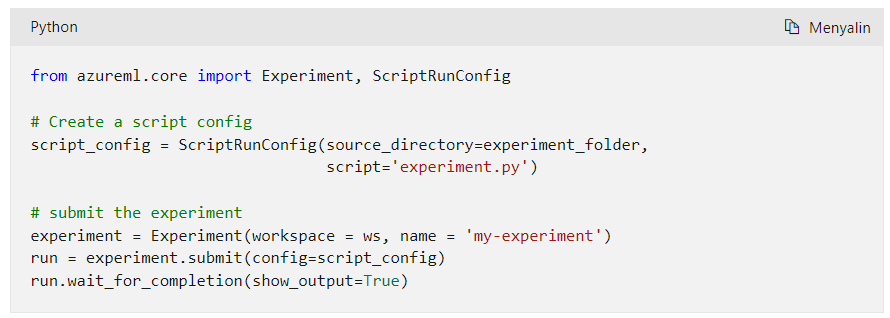 Python
Menyalin
from azureml.core import Experiment, ScriptRunConfig
# Create a script config
script_config = ScriptRunConfig(source_directory=experiment_folder,
                                script='experiment.py')
# submit the experiment
experiment = Experiment(workspace = ws, name = 'my-experiment')
run = experiment.submit(config=script_config)
run.wait_for_completion(show_output=True)